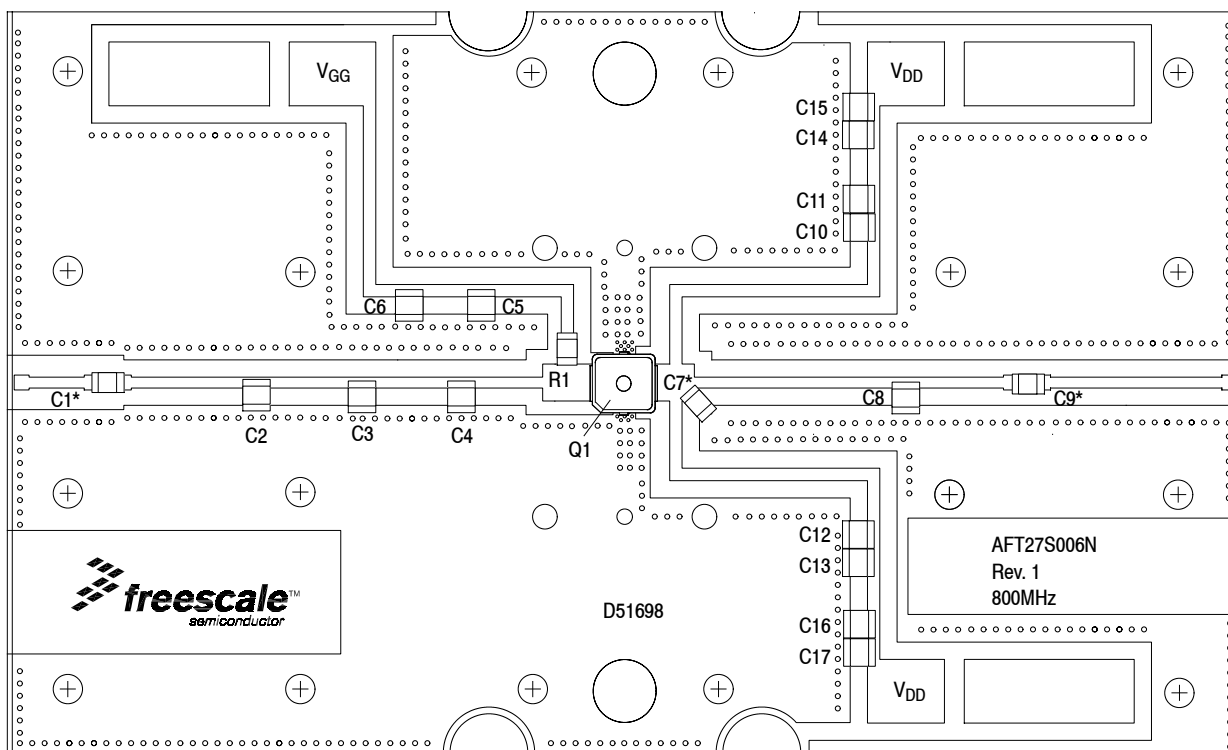 VGG
VDD
C15
C14
C11
C10
C6
C5
C1*
C2
C3
C4
R1
Q1
C7*
C8
C9*
C12
C13
C16
C17
AFT27S006N
Rev. 1
800MHz
freescale™
semiconductor
D51698
VDD